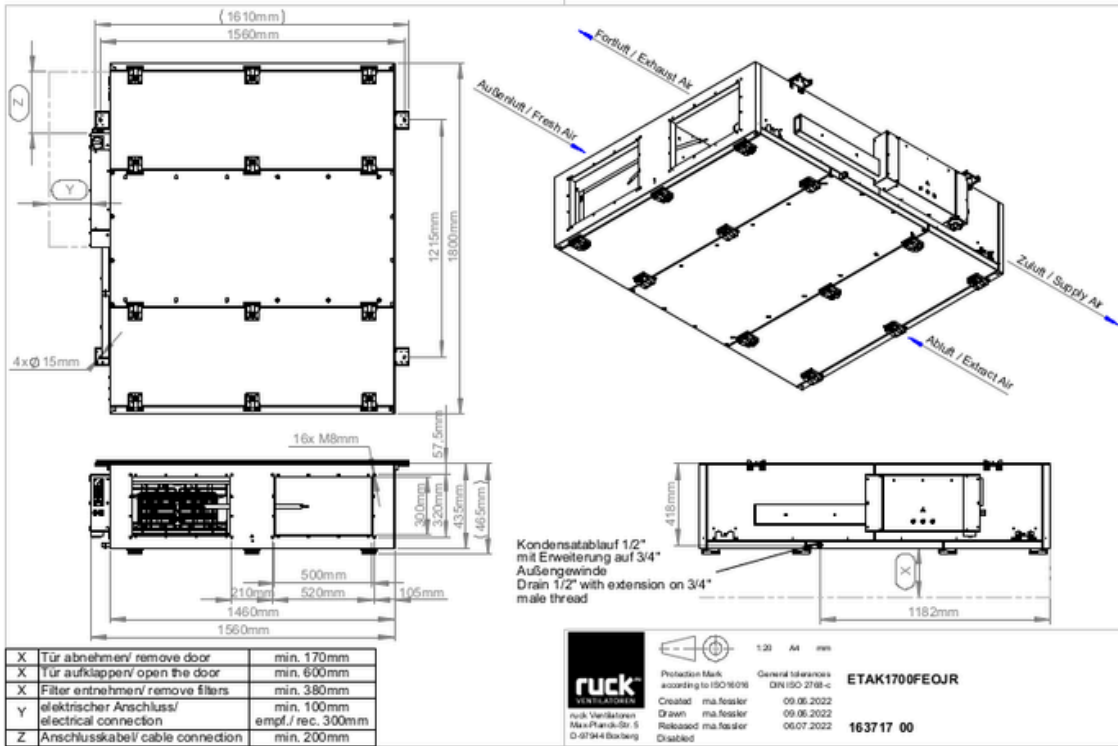 (1610mm)
1560mm
Z
Y
1215mm
1800mm
4xØ15mm
Fortluft / Exhaust Air
Außenluft / Fresh Air
Zuluft / Supply Air
Abluft / Extract Air
16x M8mm
57.5mm
300mm
320mm
435mm
(465mm)
500mm
210mm
520mm
105mm
1460mm
1560mm
418mm
X
1182mm
Kondensatablauf 1/2"
mit Erweiterung auf 3/4"
Außengewinde
Drain 1/2" with extension on 3/4"
male thread
X Tür abnehmen/ remove door min. 170mm
X Tür aufklappen/ open the door min. 600mm
X Filter entnehmen/ remove filters min. 380mm
Y elektrischer Anschluss/ min. 100mm
electrical connection empf./ rec. 300mm
Z Anschlusskabel/ cable connection min. 200mm
ruck
VENTILATOREN
ruck Ventilatoren
Max-Planck-Str. 5
D-97944 Boxberg
1:20 A4 mm
Protection Mark
according to ISO16016
General tolerances
DIN ISO 2768-c
Created ma.fessler 09.06.2022
Drawn ma.fessler 09.06.2022
Released ma.fessler 06.07.2022
Disabled
ETAK1700FEOJR
163717 00